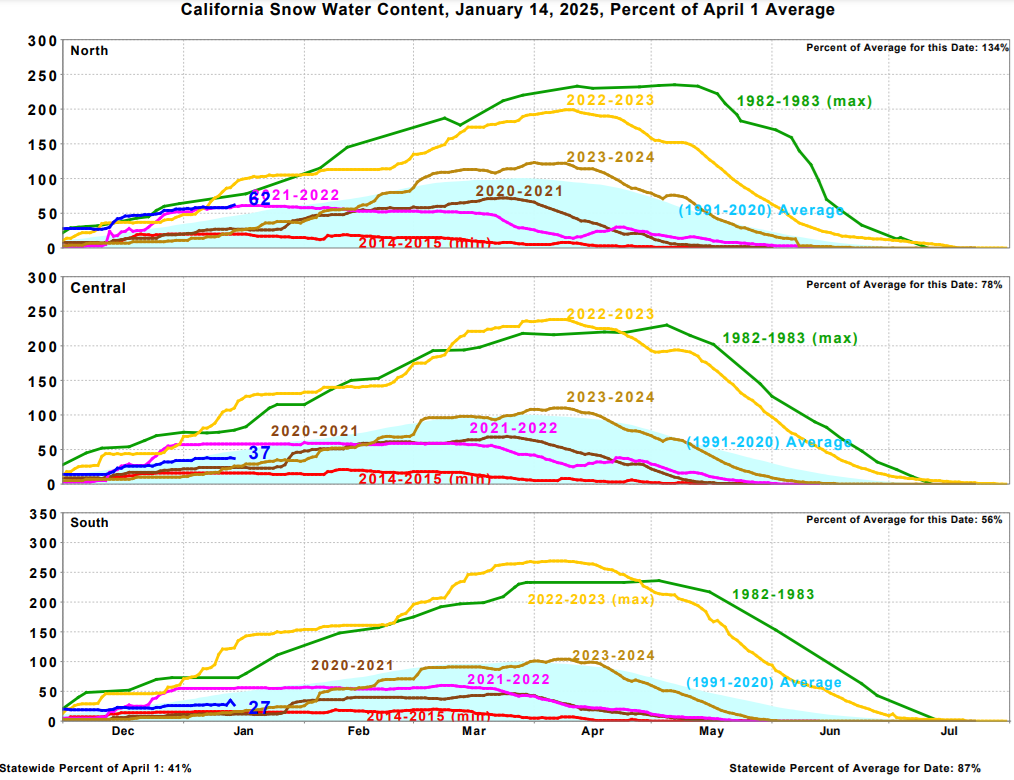 California Snow Water Content, January 14, 2025, Percent of April 1 Average
300
North
Percent of Average for this Date: 134%
250
200
2022-2023
1982-1983 (max)
150
2023-2024
100
2020-2021
62
2021-2022
50
(1991-2020) Average
2014-2015 (min)
0
300
Central
Percent of Average for this Date: 78%
250
2022-2023
200
1982-1983 (max)
150
2023-2024
100
2020-2021
2021-2022
50
37
(1991-2020) Average
2014-2015 (min)
0
350
South
Percent of Average for this Date: 56%
300
250
2022-2023 (max)
1982-1983
200
150
100
2020-2021
2023-2024
2021-2022
(1991-2020) Average
50
27
2014-2015 (min)
0
Dec Jan Feb Mar Apr May Jun Jul
Statewide Percent of April 1: 41%
Statewide Percent of Average for Date: 87%